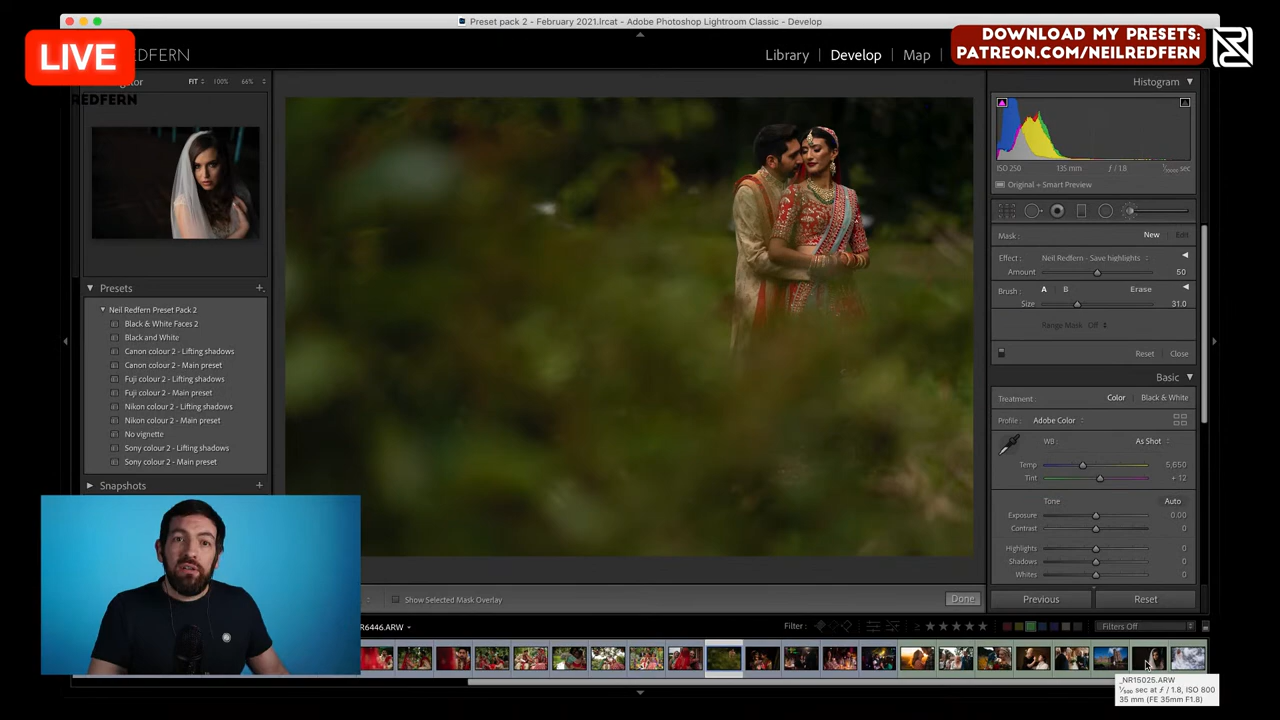 Preset pack 2 - February 2021.lrcat - Adobe Photoshop Lightroom Classic - Develop
LIVE
REDFERN
Library | Develop | Map |
DOWNLOAD MY PRESETS:
PATREON.COM/NEILREDFERN
FIT 100% 66%
REDFERN
Histogram
ISO 250 135 mm ƒ / 1.8
Original + Smart Preview
Mask : New Edit
Effect : Neil Redfern - Save highlights
Amount 50
Brush : A B Erase
Size 31.0
Range Mask : Off
Reset Close
Basic
Treatment : Color Black & White
Profile : Adobe Color
WB : As Shot
Temp 5,650
Tint + 12
Tone Auto
Exposure 0.00
Contrast 0
Highlights 0
Shadows 0
Whites 0
Previous Reset
Presets +
Neil Redfern Preset Pack 2
Black & White Faces 2
Black and White
Canon colour 2 - Lifting shadows
Canon colour 2 - Main preset
Fuji colour 2 - Lifting shadows
Fuji colour 2 - Main preset
Nikon colour 2 - Lifting shadows
Nikon colour 2 - Main preset
No vignette
Sony colour 2 - Lifting shadows
Sony colour 2 - Main preset
Snapshots +
Show Selected Mask Overlay
Done
R6446.ARW
Filter : Filters Off
_NR15025.ARW
1/500 sec at ƒ / 1.8, ISO 800
35 mm (FE 35mm F1.8)